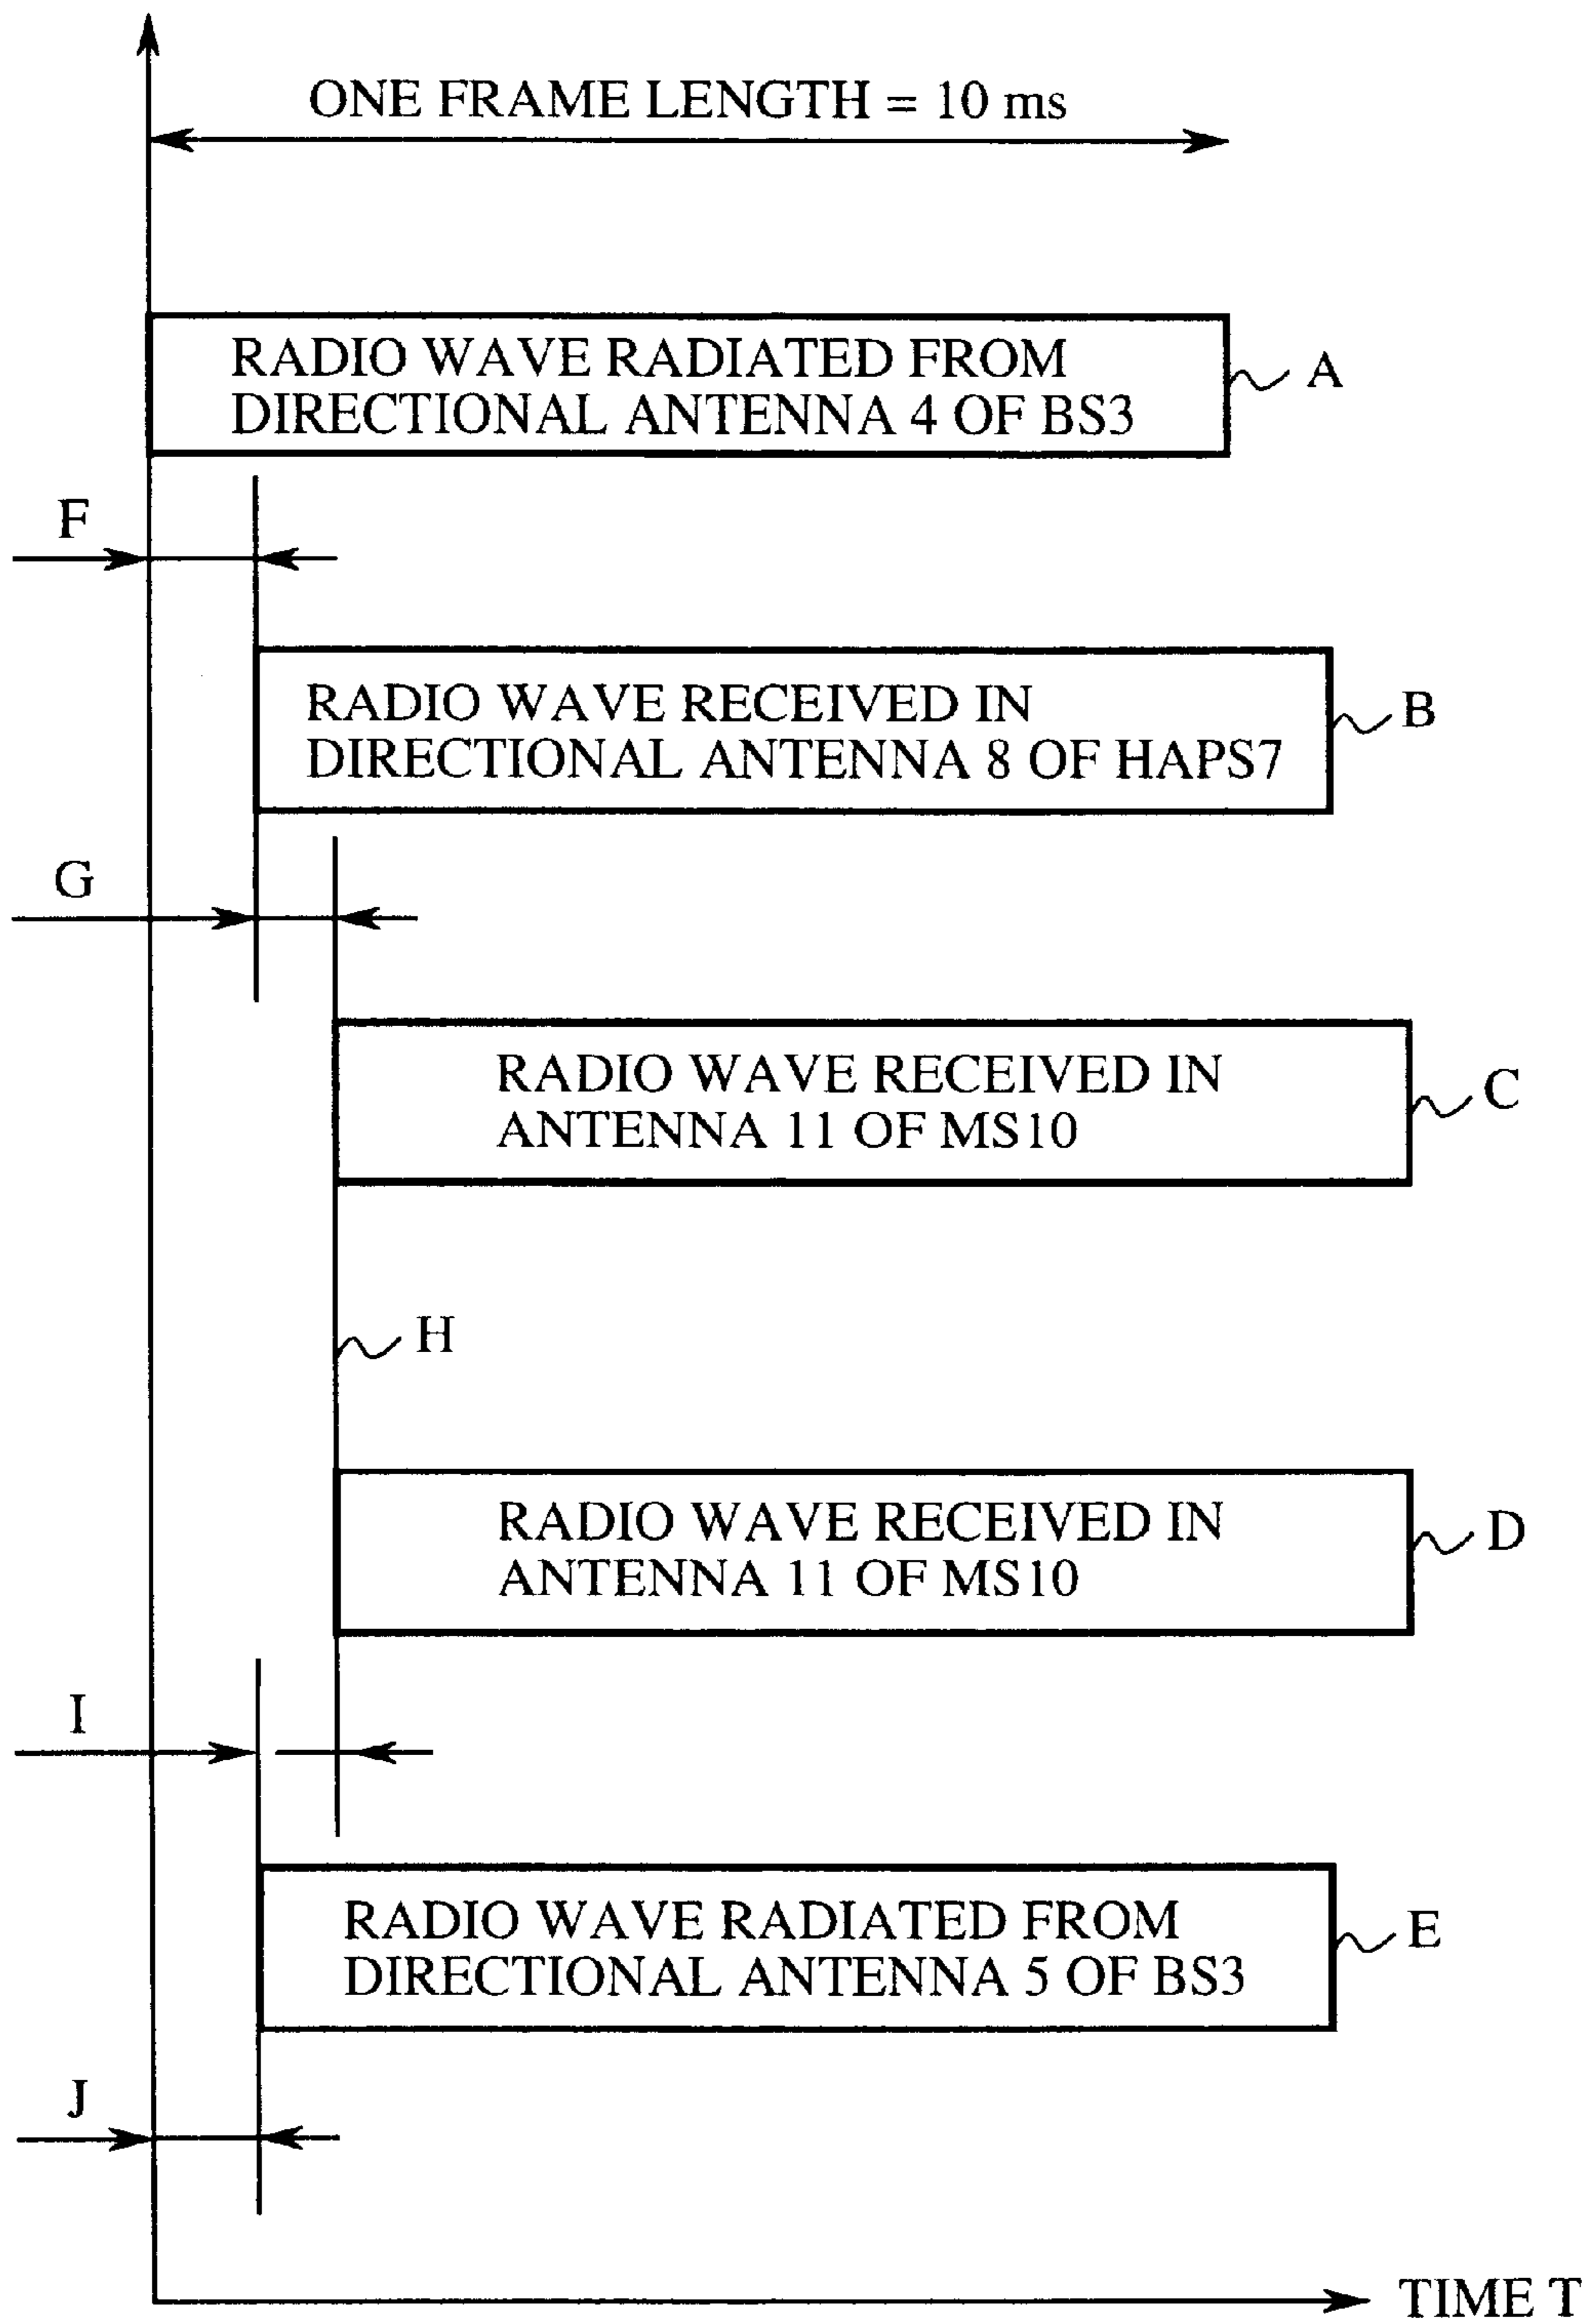 ONE FRAME LENGTH = 10 ms
RADIO WAVE RADIATED FROM
DIRECTIONAL ANTENNA 4 OF BS3
A
F
RADIO WAVE RECEIVED IN
DIRECTIONAL ANTENNA 8 OF HAPS7
B
G
RADIO WAVE RECEIVED IN
ANTENNA 11 OF MS10
C
H
RADIO WAVE RECEIVED IN
ANTENNA 11 OF MS10
D
I
RADIO WAVE RADIATED FROM
DIRECTIONAL ANTENNA 5 OF BS3
E
J
TIME T